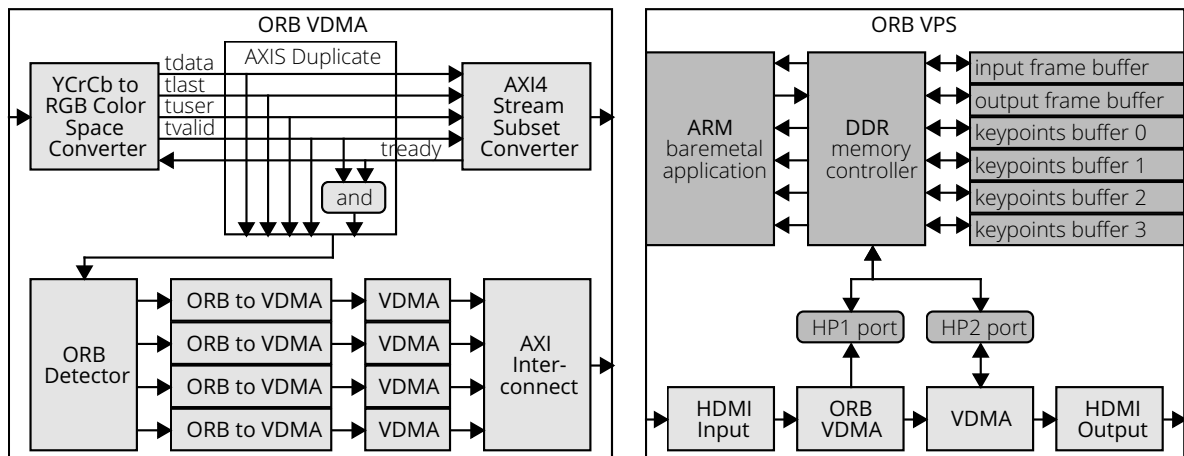 ORB VDMA
AXIS Duplicate
YCrCb to
RGB Color
Space
Converter
tdata
tlast
tuser
tvalid
tready
and
AXI4
Stream
Subset
Converter
ORB
Detector
ORB to VDMA
VDMA
ORB to VDMA
VDMA
ORB to VDMA
VDMA
ORB to VDMA
VDMA
AXI
Inter-
connect
ORB VPS
ARM
baremetal
application
DDR
memory
controller
input frame buffer
output frame buffer
keypoints buffer 0
keypoints buffer 1
keypoints buffer 2
keypoints buffer 3
HP1 port
HP2 port
HDMI
Input
ORB
VDMA
VDMA
HDMI
Output